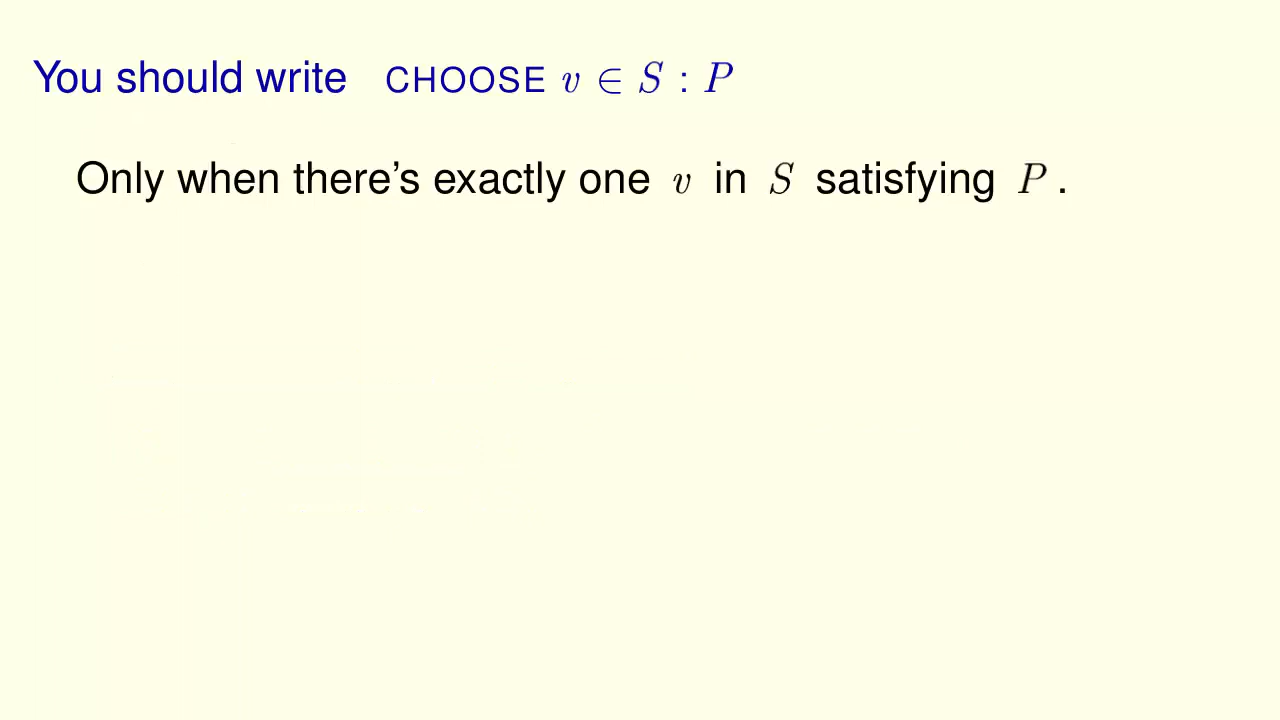 You should write CHOOSE v ∈ S : P
Only when there's exactly one v in S satisfying P .